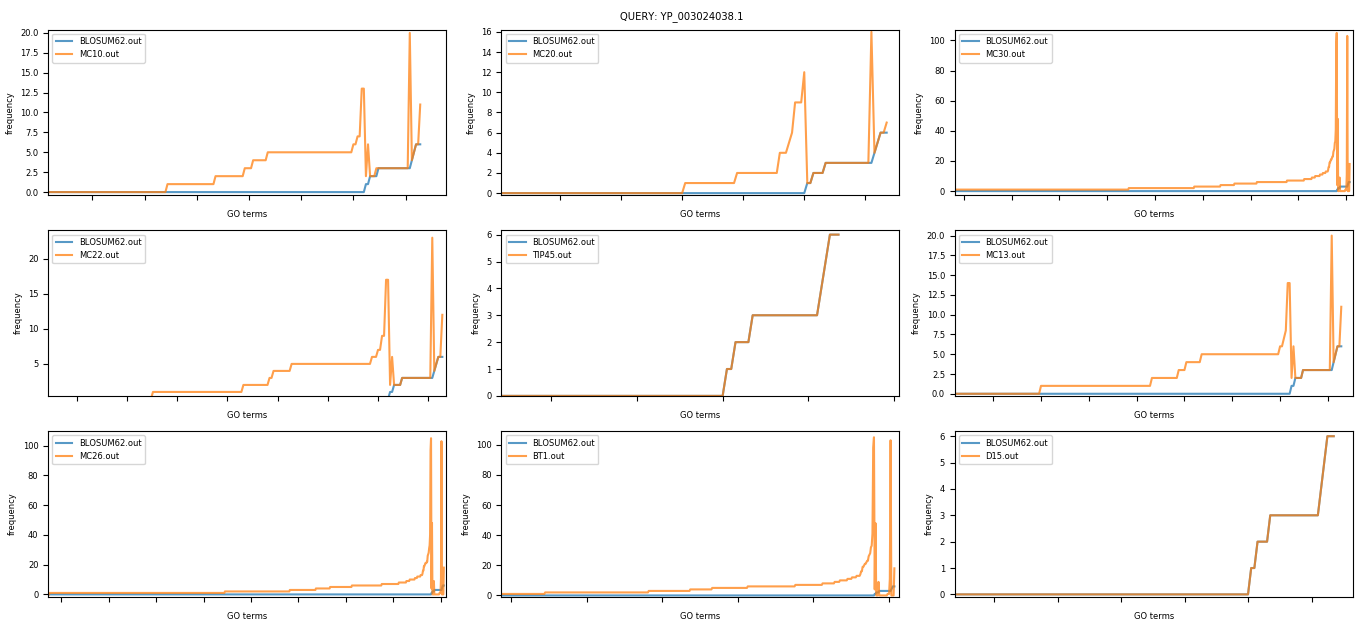 QUERY: YP_003024038.1
20.0
17.5
15.0
12.5
10.0
7.5
5.0
2.5
0.0
frequency
BLOSUM62.out
MC10.out
GO terms
16
14
12
10
8
6
4
2
0
frequency
BLOSUM62.out
MC20.out
GO terms
100
80
60
40
20
0
frequency
BLOSUM62.out
MC30.out
GO terms
20
15
10
5
frequency
BLOSUM62.out
MC22.out
GO terms
6
5
4
3
2
1
0
frequency
BLOSUM62.out
TIP45.out
GO terms
20.0
17.5
15.0
12.5
10.0
7.5
5.0
2.5
0.0
frequency
BLOSUM62.out
MC13.out
GO terms
100
80
60
40
20
0
frequency
BLOSUM62.out
MC26.out
GO terms
100
80
60
40
20
0
frequency
BLOSUM62.out
BT1.out
GO terms
6
5
4
3
2
1
0
frequency
BLOSUM62.out
D15.out
GO terms